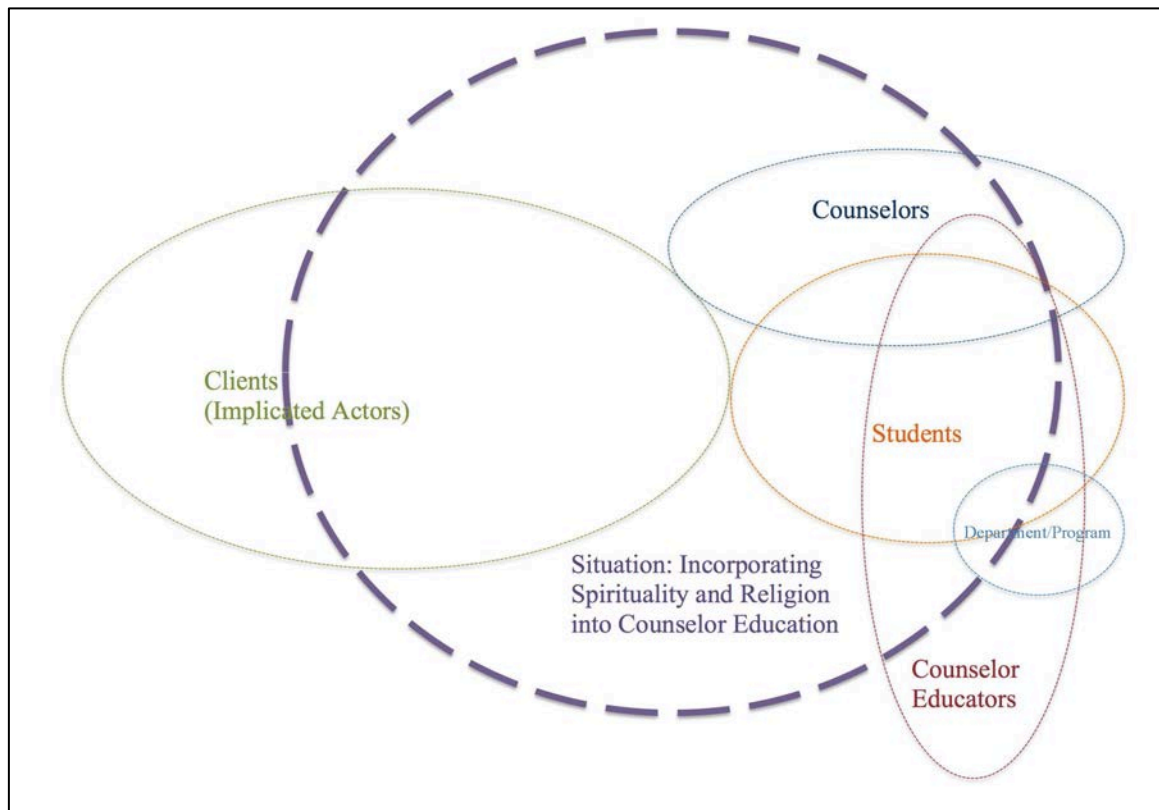 Counselors
Clients
(Implicated Actors)
Students
Department/Program
Situation: Incorporating
Spirituality and Religion
into Counselor Education
Counselor
Educators